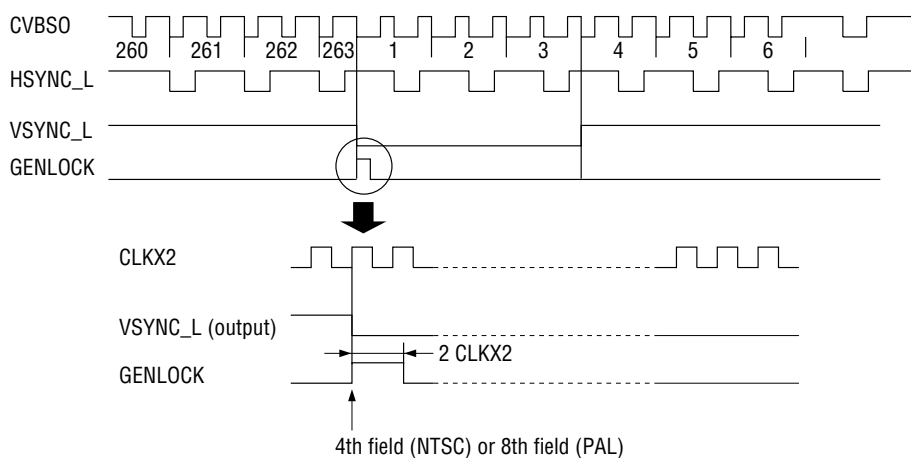 CVBSO
260 261 262 263 1 2 3 4 5 6
HSYNC_L
VSYNC_L
GENLOCK
CLKX2
VSYNC_L (output)
2 CLKX2
GENLOCK
4th field (NTSC) or 8th field (PAL)